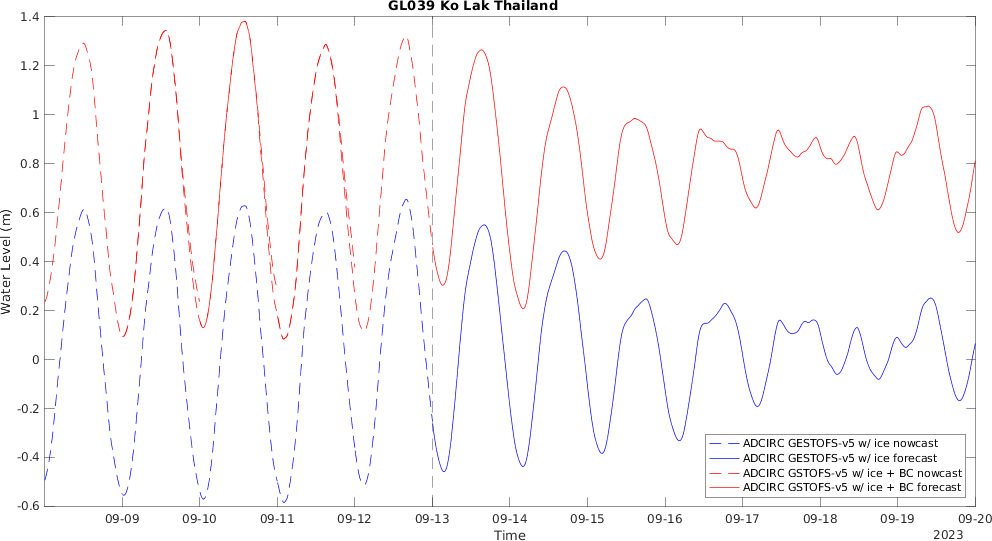 GL039 Ko Lak Thailand
1.4
1.2
1
0.8
0.6
0.4
0.2
0
-0.2
-0.4
-0.6
Water Level (m)
ADCIRC GESTOFS-v5 w/ ice nowcast
ADCIRC GESTOFS-v5 w/ ice forecast
ADCIRC GSTOFS-v5 w/ ice + BC nowcast
ADCIRC GSTOFS-v5 w/ ice + BC forecast
09-09 09-10 09-11 09-12 09-13 09-14 09-15 09-16 09-17 09-18 09-19 09-20
Time
2023